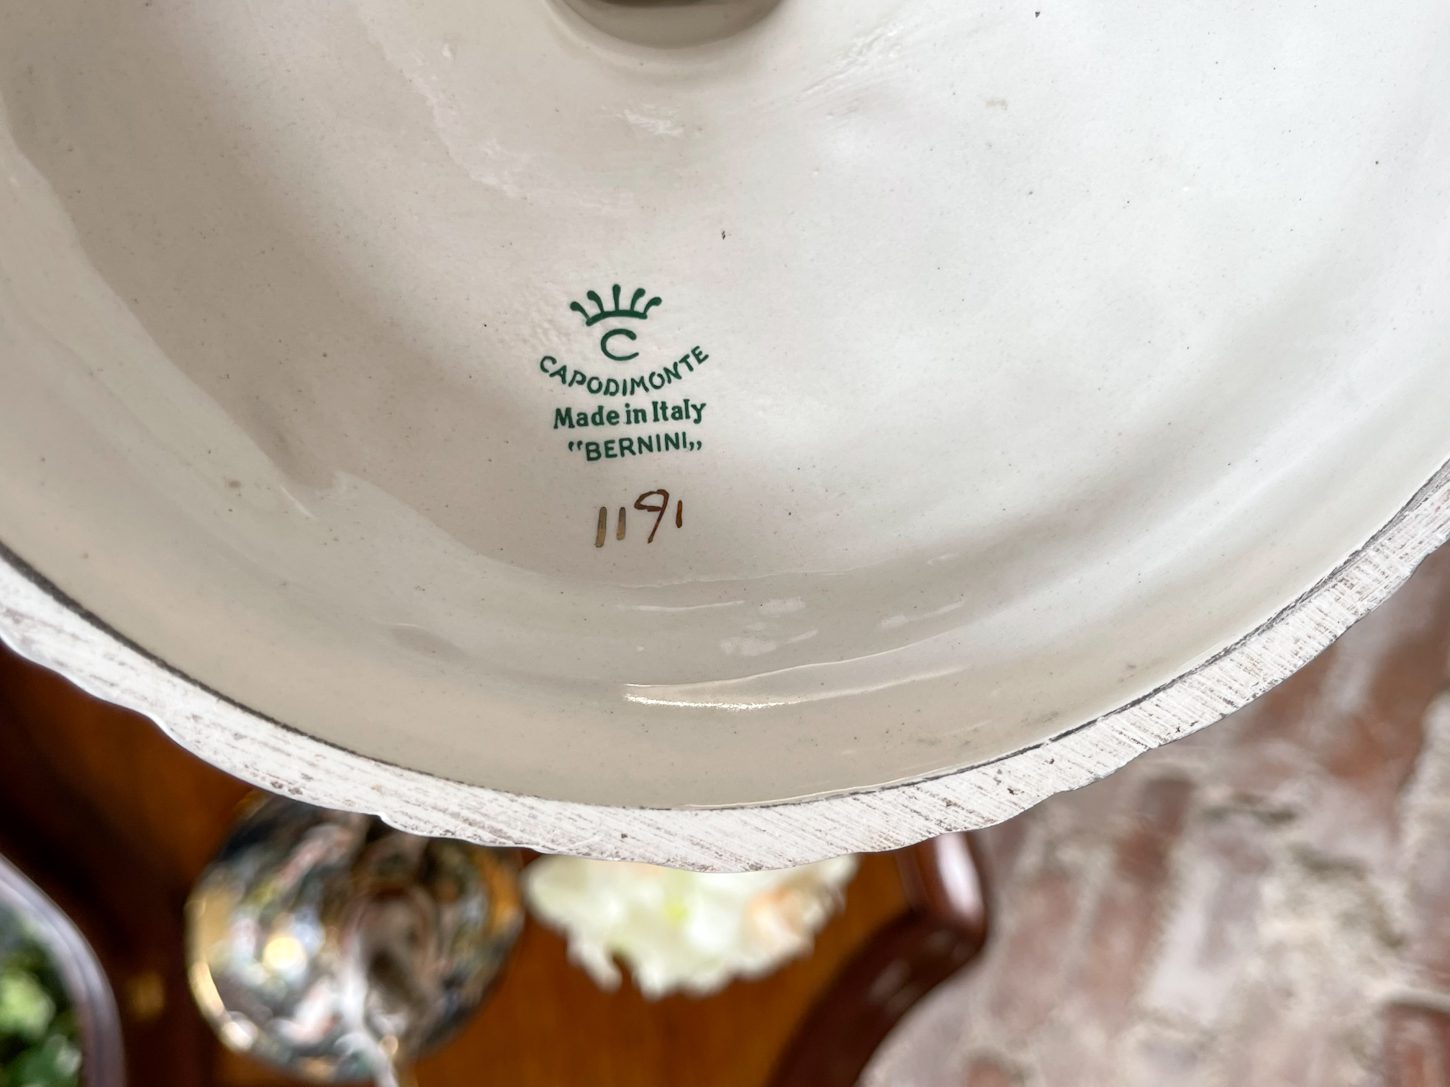 C
CAPODIMONTE
Made in Italy
“BERNINI„
1191